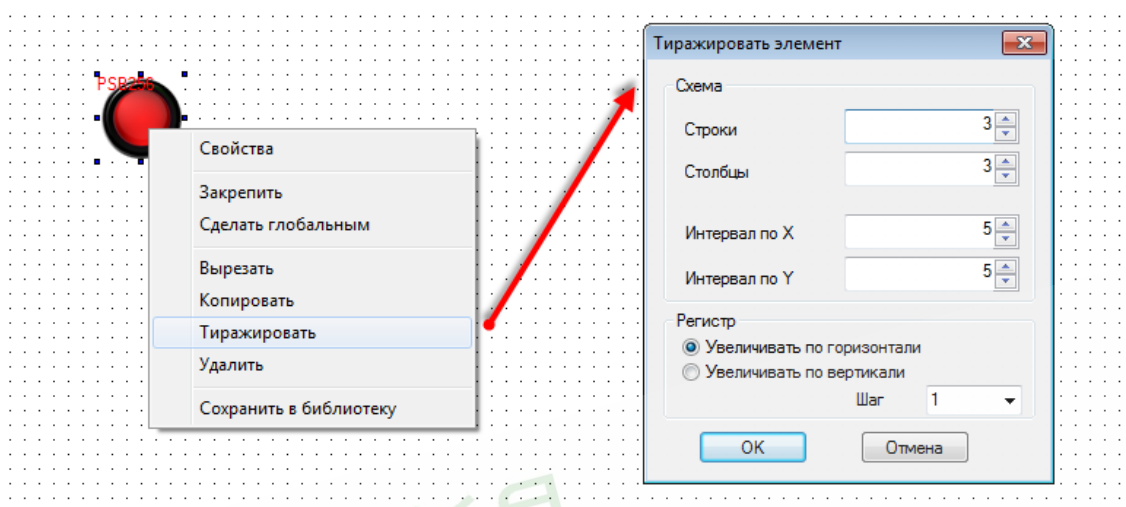 PSB256
Свойства
Закрепить
Сделать глобальным
Вырезать
Копировать
Тиражировать
Удалить
Сохранить в библиотеку
Тиражировать элемент
Схема
Строки 3
Столбцы 3
Интервал по X 5
Интервал по Y 5
Регистр
Увеличивать по горизонтали
Увеличивать по вертикали
Шаг 1
OK Отмена